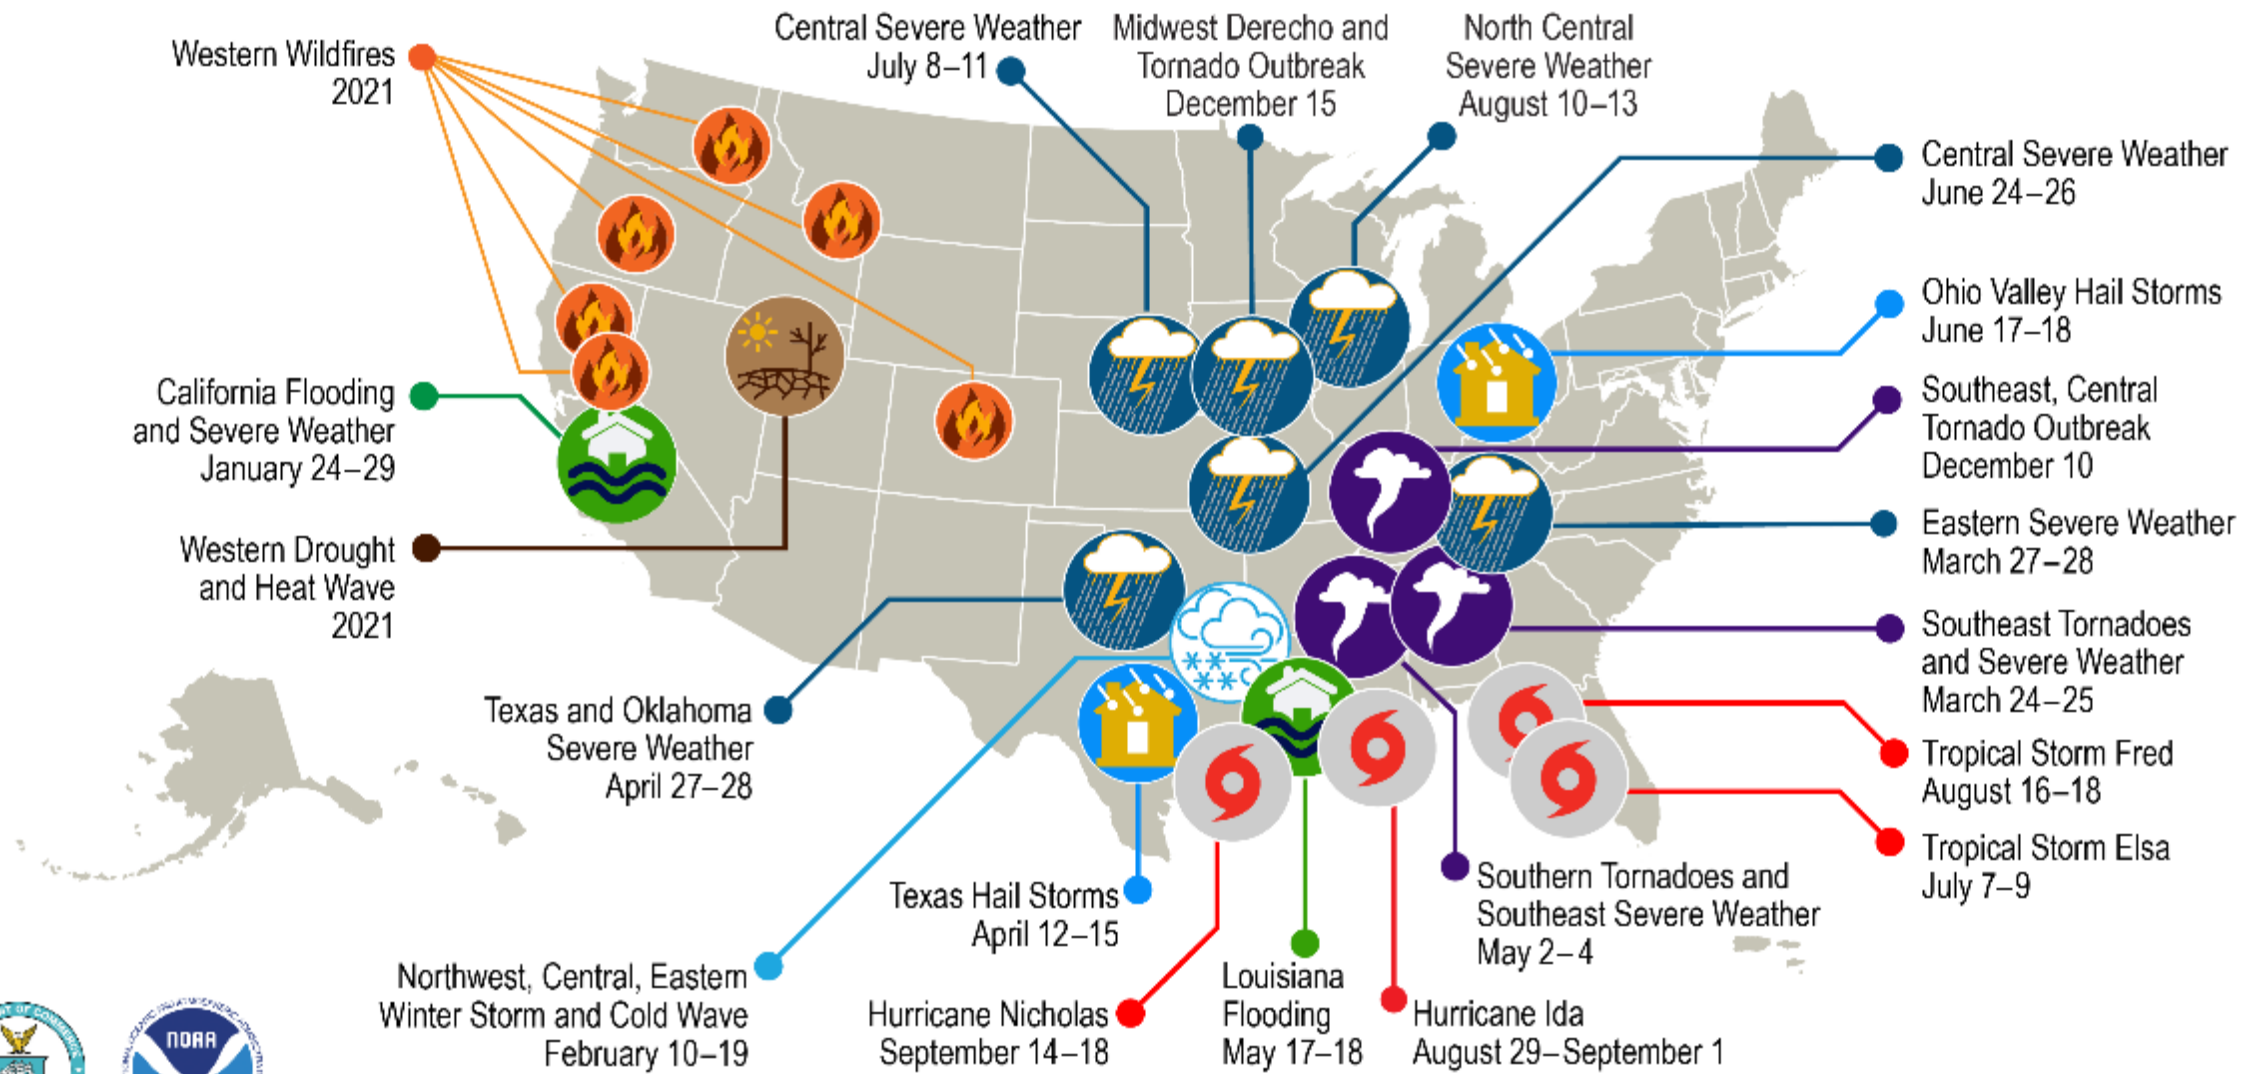 Western Wildfires
2021
Central Severe Weather
July 8–11
Midwest Derecho and
Tornado Outbreak
December 15
North Central
Severe Weather
August 10–13
Central Severe Weather
June 24–26
Ohio Valley Hail Storms
June 17–18
Southeast, Central
Tornado Outbreak
December 10
Eastern Severe Weather
March 27–28
Southeast Tornadoes
and Severe Weather
March 24–25
Tropical Storm Fred
August 16–18
Tropical Storm Elsa
July 7–9
California Flooding
and Severe Weather
January 24–29
Western Drought
and Heat Wave
2021
Texas and Oklahoma
Severe Weather
April 27–28
Texas Hail Storms
April 12–15
Southern Tornadoes and
Southeast Severe Weather
May 2–4
Northwest, Central, Eastern
Winter Storm and Cold Wave
February 10–19
Hurricane Nicholas
September 14–18
Louisiana
Flooding
May 17–18
Hurricane Ida
August 29–September 1
NOAA